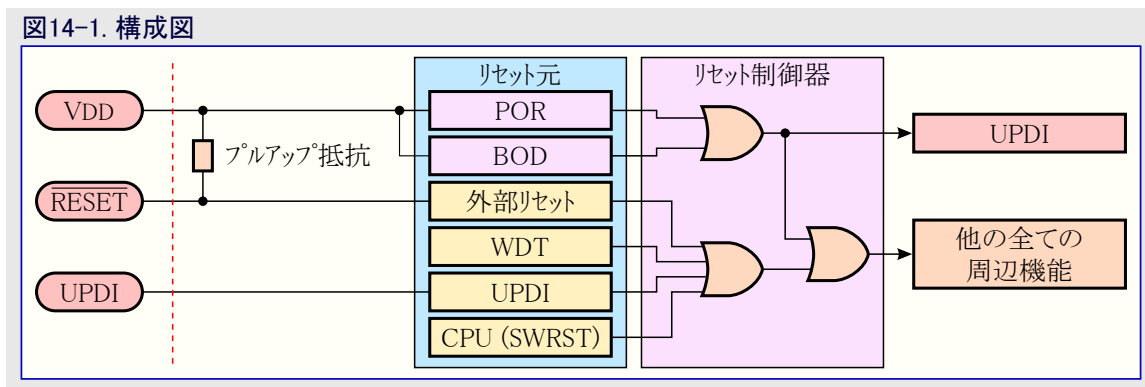 図14-1. 構成図
リセット元
リセット制御器
VDD
POR
UPDI
BOD
プルアップ抵抗
RESET
外部リセット
WDT
他の全ての
周辺機能
UPDI
UPDI
CPU (SWRST)